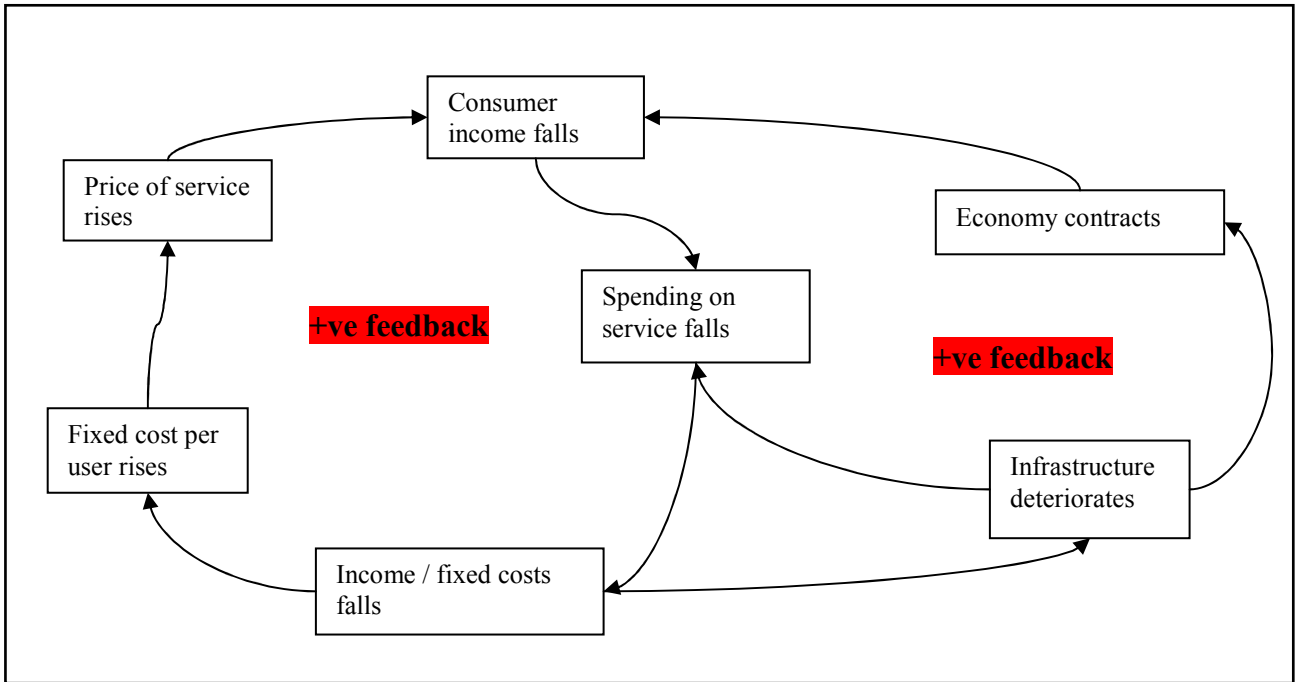 Consumer
income falls
Price of service
rises
Economy contracts
Spending on
service falls
+ve feedback
+ve feedback
Fixed cost per
user rises
Infrastructure
deteriorates
Income / fixed costs
falls